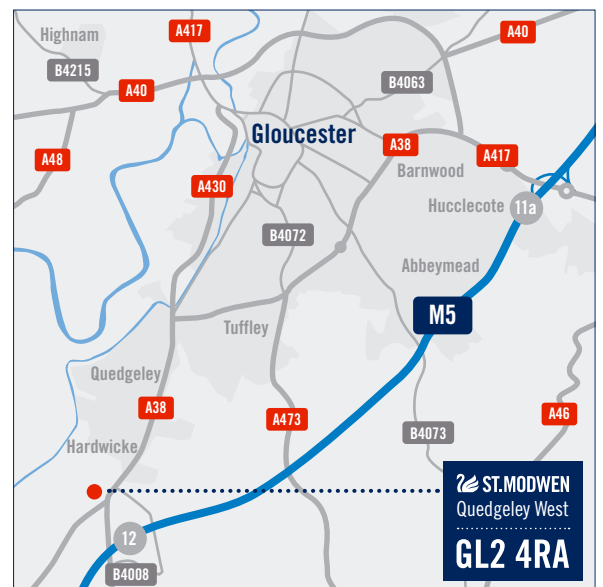 A417
A40
Highnam
B4215
B4063
A40
Gloucester
A38
A417
A48
Barnwood
A430
Hucclecote
11a
B4072
Abbeymead
M5
Tuffley
Quedgeley
A38
A473
A46
B4073
Hardwicke
ST.MODWEN
Quedgeley West
GL2 4RA
12
B4008